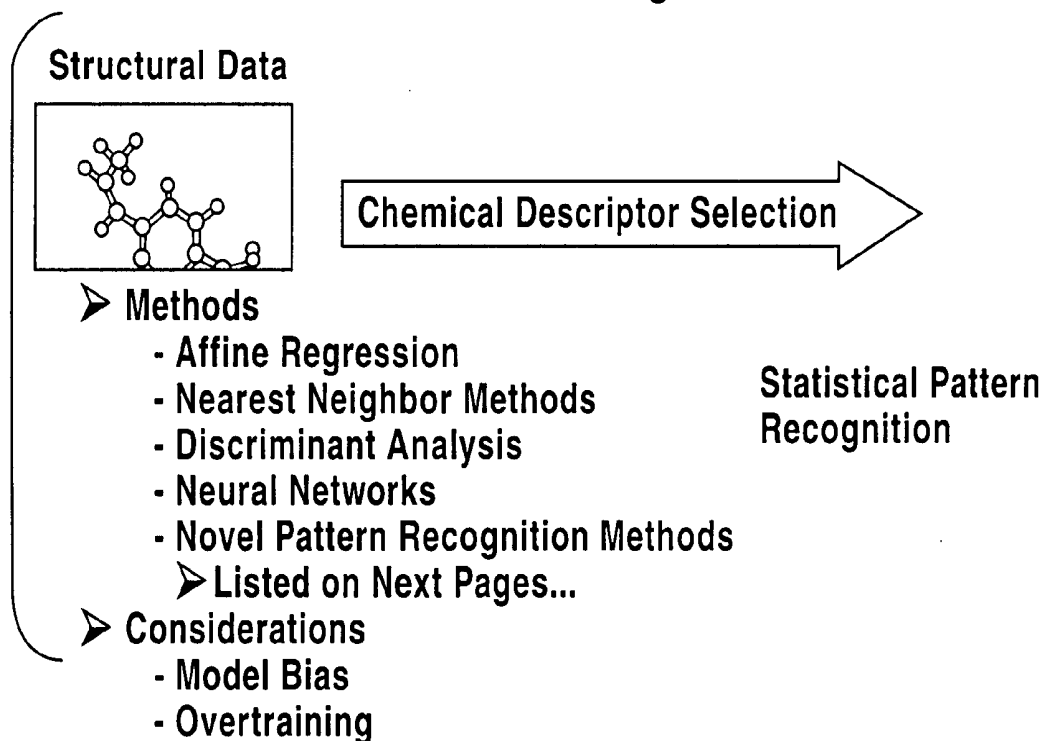 Structural Data
Chemical Descriptor Selection
➢ Methods
- Affine Regression
- Nearest Neighbor Methods
- Discriminant Analysis
- Neural Networks
- Novel Pattern Recognition Methods
➢ Listed on Next Pages...
Statistical Pattern
Recognition
➢ Considerations
- Model Bias
- Overtraining